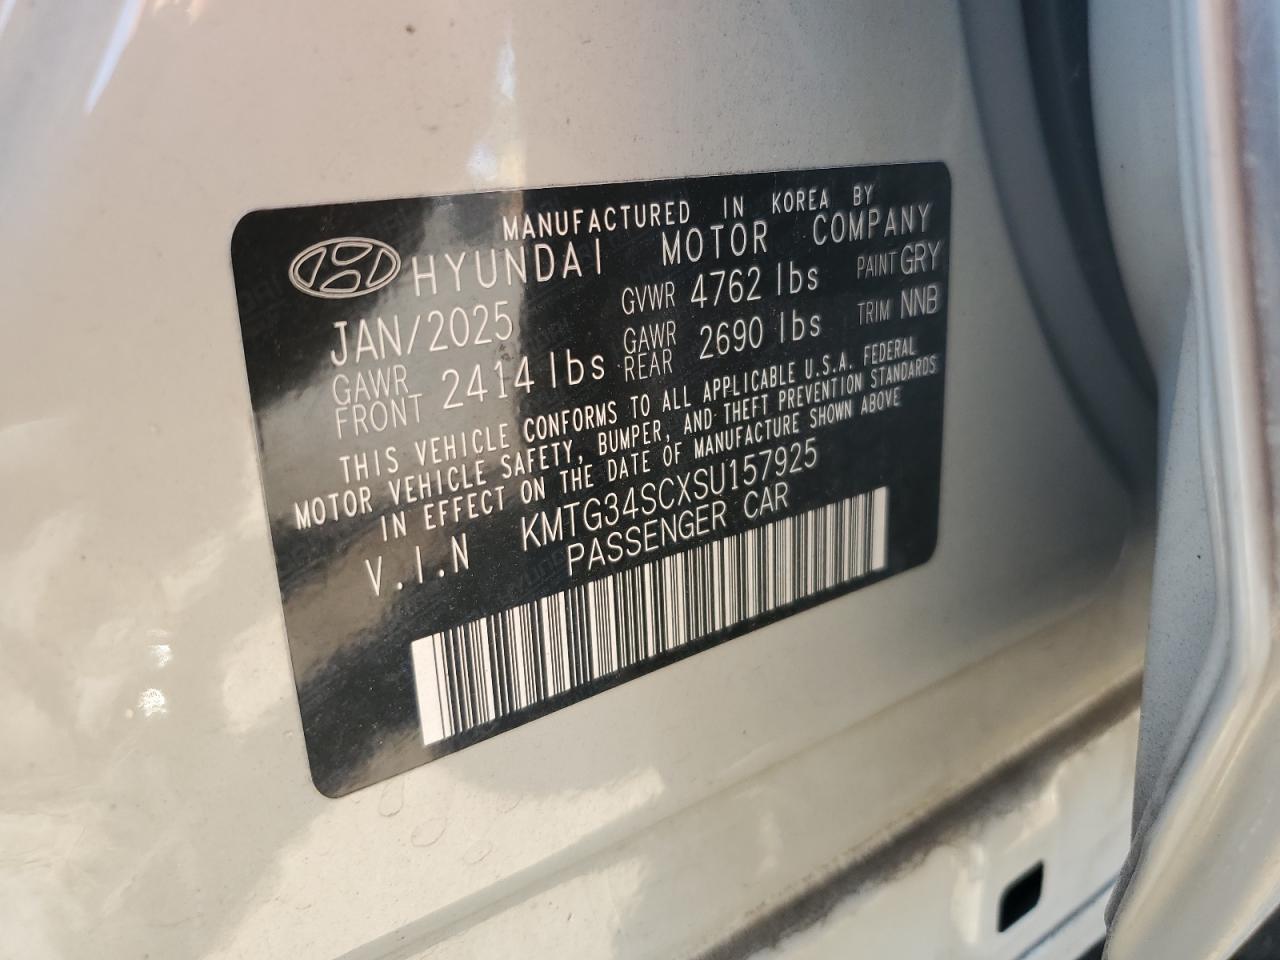 MANUFACTURED IN KOREA BY
HYUNDAI MOTOR COMPANY
JAN/2025 GVWR 4762 lbs PAINT GRY
GAWR FRONT 2414 lbs GAWR REAR 2690 lbs TRIM NNB
THIS VEHICLE CONFORMS TO ALL APPLICABLE U.S.A. FEDERAL
MOTOR VEHICLE SAFETY, BUMPER, AND THEFT PREVENTION STANDARDS
IN EFFECT ON THE DATE OF MANUFACTURE SHOWN ABOVE
V.I.N KMTG34SCXSU157925
PASSENGER CAR